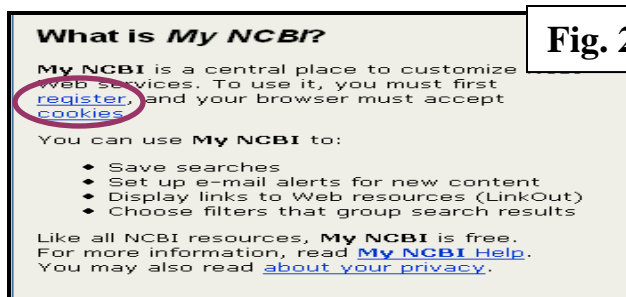 What is My NCBI?
Fig. 2
My NCBI is a central place to customize
Web services. To use it, you must first
register, and your browser must accept
cookies
You can use My NCBI to:
♦ Save searches
♦ Set up e-mail alerts for new content
♦ Display links to Web resources (LinkOut)
♦ Choose filters that group search results
Like all NCBI resources, My NCBI is free.
For more information, read My NCBI Help.
You may also read about your privacy.